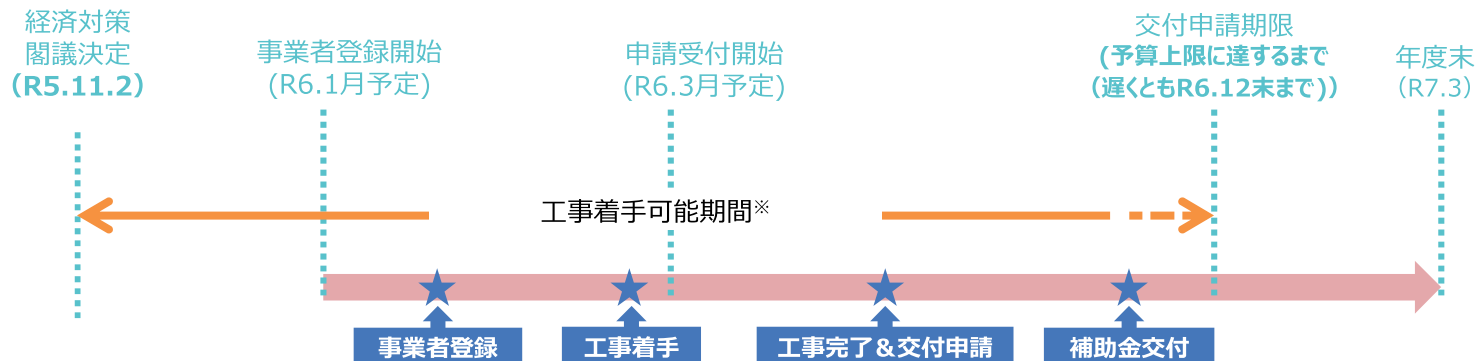 経済対策
閣議決定
（R5.11.2）
事業者登録開始
(R6.1月予定)
申請受付開始
(R6.3月予定)
交付申請期限
(予算上限に達するまで
（遅くともR6.12末まで))
年度末
（R7.3）
工事着手可能期間※
事業者登録
工事着手
工事完了＆交付申請
補助金交付